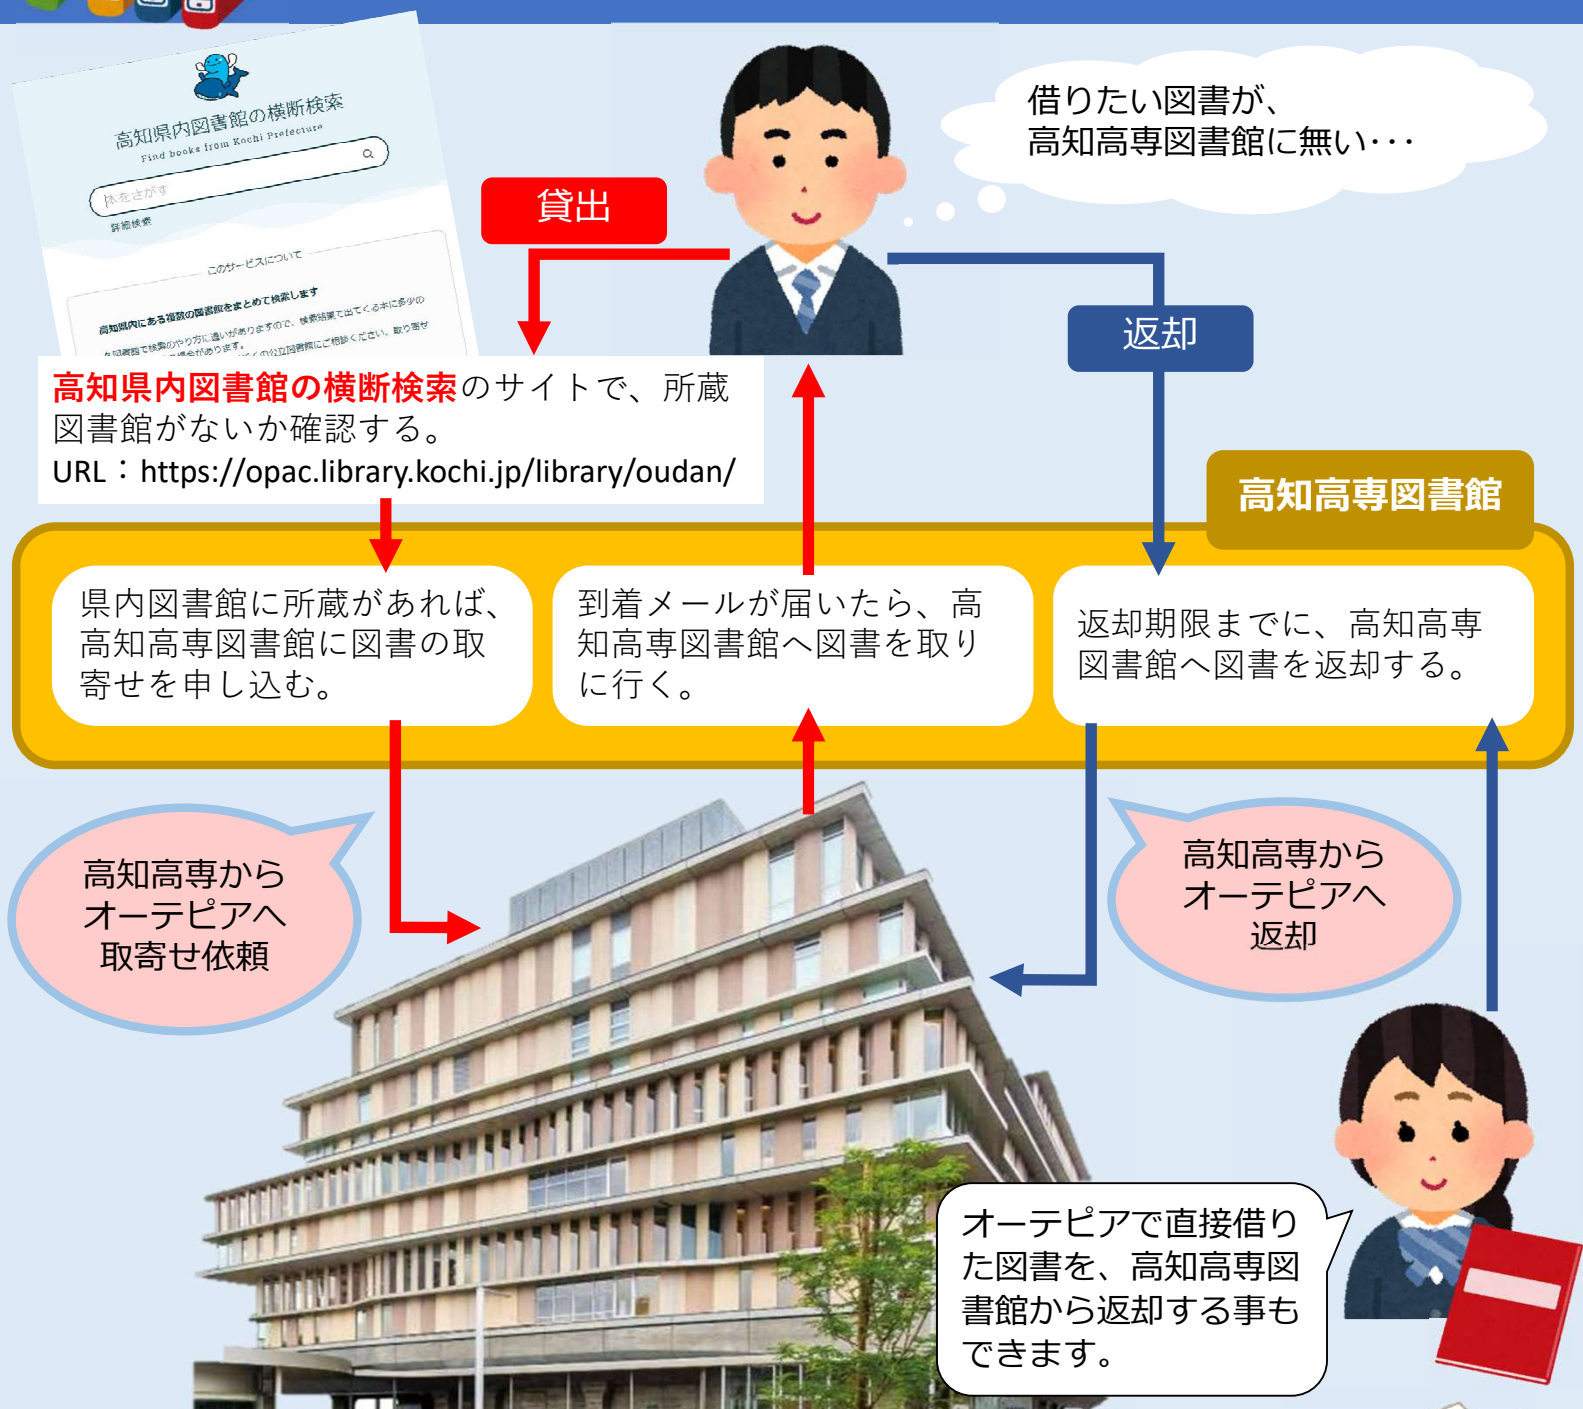 高知県内図書館の横断検索
Find books from Kochi Prefecture
本をさがす
詳細検索
このサービスについて
高知県内にある複数の図書館をまとめて検索します
借りたい図書が、
高知高専図書館に無い･･･
貸出
返却
高知県内図書館の横断検索のサイトで、所蔵
図書館がないか確認する。
URL：https://opac.library.kochi.jp/library/oudan/
高知高専図書館
県内図書館に所蔵があれば、
高知高専図書館に図書の取
寄せを申し込む。
到着メールが届いたら、高
知高専図書館へ図書を取り
に行く。
返却期限までに、高知高専
図書館へ図書を返却する。
高知高専から
オーテピアへ
取寄せ依頼
高知高専から
オーテピアへ
返却
オーテピアで直接借り
た図書を、高知高専図
書館から返却する事も
できます。